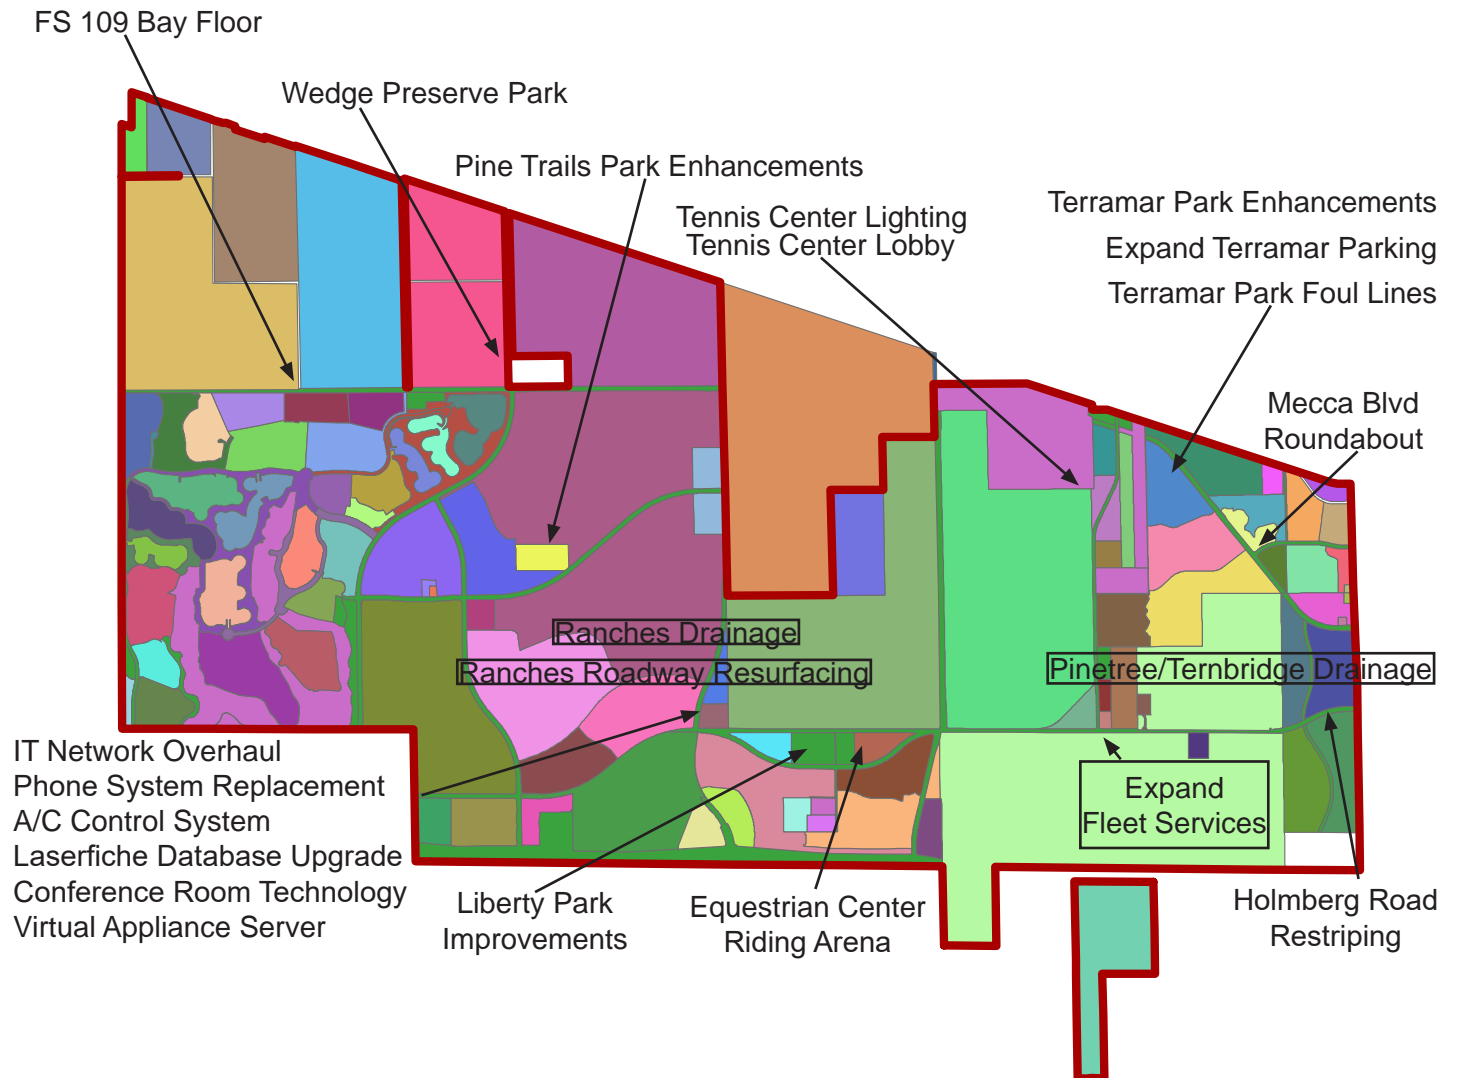 FS 109 Bay Floor
Wedge Preserve Park
Pine Trails Park Enhancements
Tennis Center Lighting
Tennis Center Lobby
Terramar Park Enhancements
Expand Terramar Parking
Terramar Park Foul Lines
Mecca Blvd
Roundabout
Ranches Drainage
Ranches Roadway Resurfacing
Pinetree/Ternbridge Drainage
IT Network Overhaul
Phone System Replacement
A/C Control System
Laserfiche Database Upgrade
Conference Room Technology
Virtual Appliance Server
Expand
Fleet Services
Liberty Park
Improvements
Equestrian Center
Riding Arena
Holmberg Road
Restriping